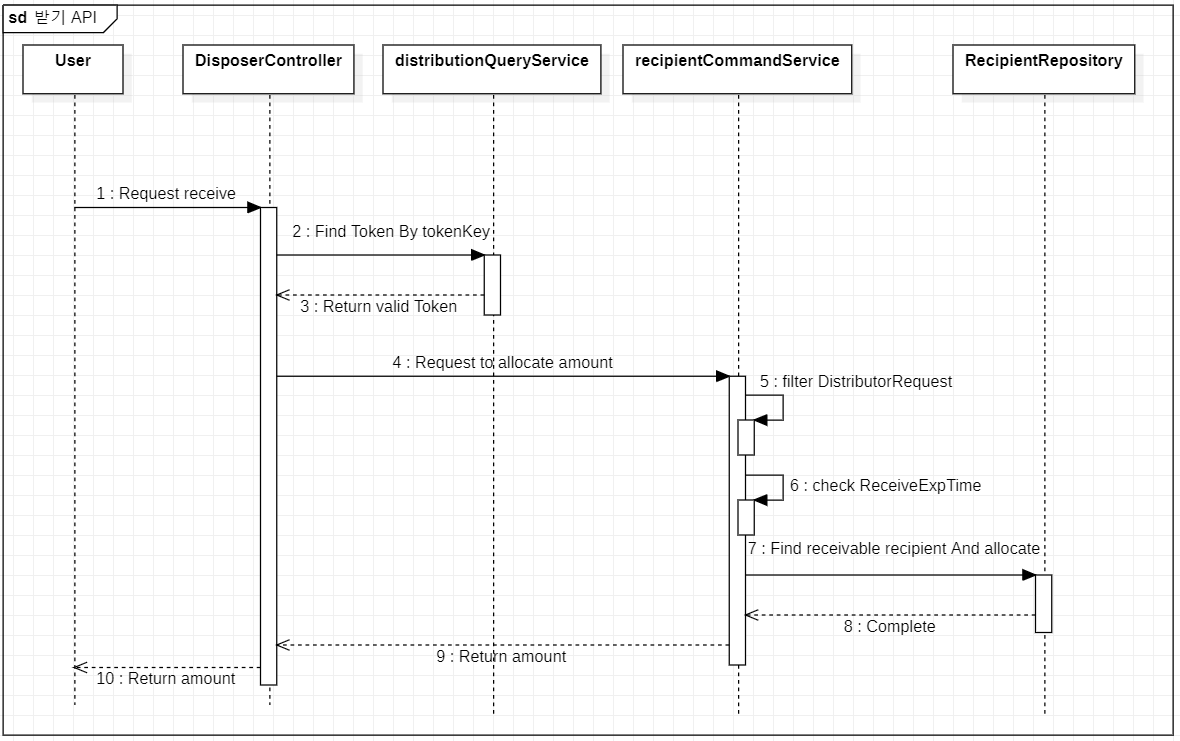 sd 받기 API
User
DisposerController
distributionQueryService
recipientCommandService
RecipientRepository
1 : Request receive
2 : Find Token By tokenKey
3 : Return valid Token
4 : Request to allocate amount
5 : filter DistributorRequest
6 : check ReceiveExpTime
7 : Find receivable recipient And allocate
8 : Complete
9 : Return amount
10 : Return amount